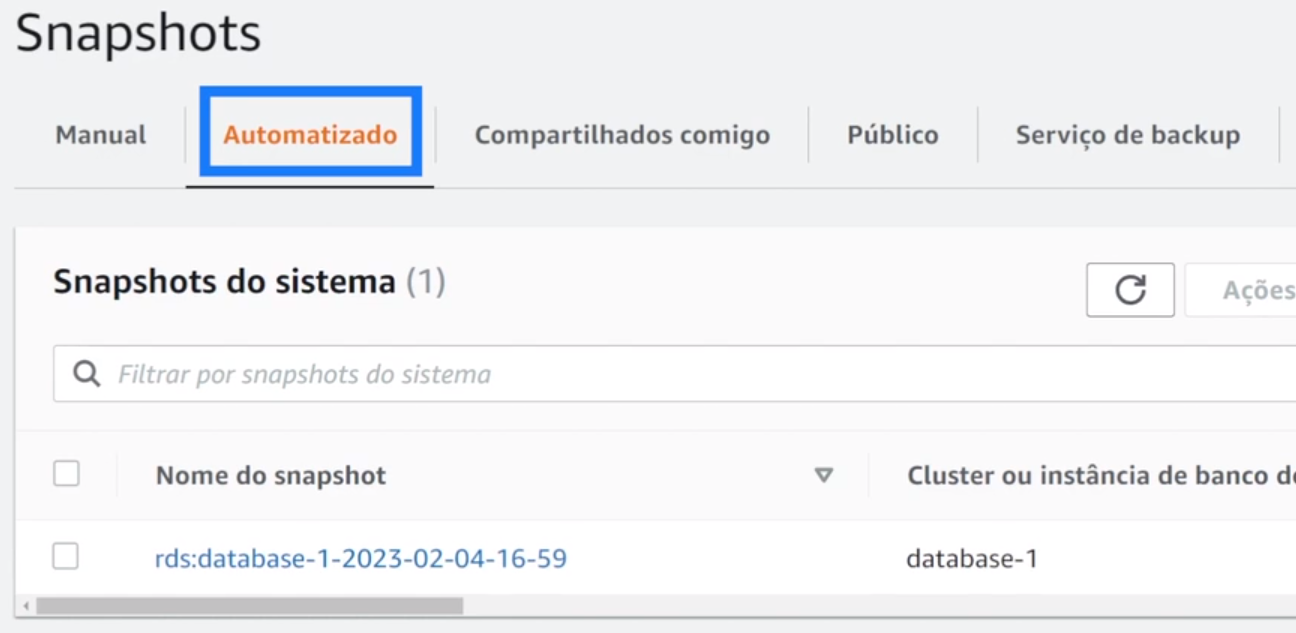 Snapshots
Manual Automatizado Compartilhados comigo Público Serviço de backup
Snapshots do sistema (1)
Ações
Filtrar por snapshots do sistema
Nome do snapshot Cluster ou instância de banco
rds:database-1-2023-02-04-16-59 database-1